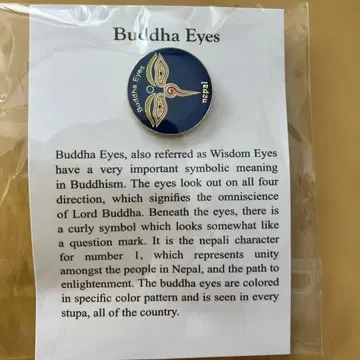 Buddha Eyes
Buddha Eyes
nepal
Buddha Eyes, also referred as Wisdom Eyes
have a very important symbolic meaning
in Buddhism. The eyes look out on all four
direction, which signifies the omniscience
of Lord Buddha. Beneath the eyes, there is
a curly symbol which looks somewhat like
a question mark. It is the nepali character
for number 1, which represents unity
amongst the people in Nepal, and the path to
enlightenment. The buddha eyes are colored
in specific color pattern and is seen in every
stupa, all of the country.